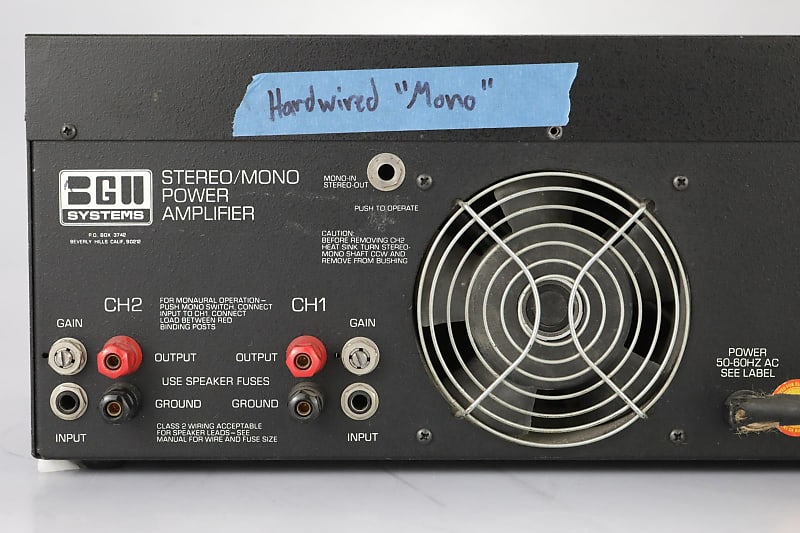 Hardwired "Mono"
BGW
SYSTEMS
P.O. BOX 3742
BEVERLY HILLS CALIF, 90212
STEREO/MONO
POWER
AMPLIFIER
MONO-IN
STEREO-OUT
PUSH TO OPERATE
CAUTION:
BEFORE REMOVING CH2
HEAT SINK TURN STEREO-
MONO SHAFT CCW AND
REMOVE FROM BUSHING
CH2
FOR MONAURAL OPERATION-
PUSH MONO SWITCH, CONNECT
INPUT TO CH1, CONNECT
LOAD BETWEEN RED
BINDING POSTS
CH1
GAIN
GAIN
OUTPUT
OUTPUT
USE SPEAKER FUSES
GROUND
GROUND
INPUT
CLASS 2 WIRING ACCEPTABLE
FOR SPEAKER LEADS-SEE
MANUAL FOR WIRE AND FUSE SIZE
INPUT
POWER
50-60HZ AC
SEE LABEL